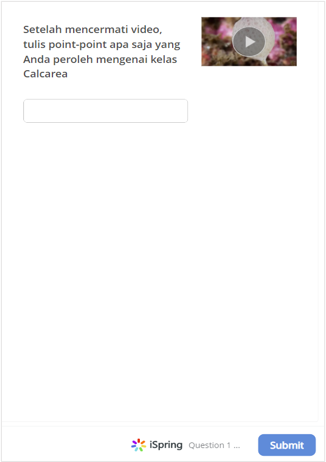 Setelah mencermati video,
tulis point-point apa saja yang
Anda peroleh mengenai kelas
Calcarea
iSpring
Question 1 ...
Submit